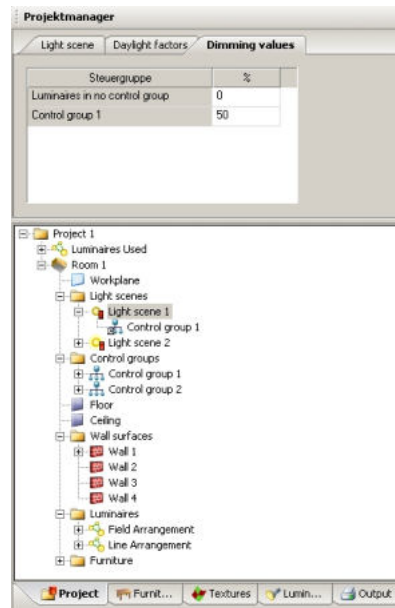 Projektmanager
Light scene Daylight factors Dimming values
Steuergruppe %
Luminaires in no control group 0
Control group 1 50
Project 1
Luminaires Used
Room 1
Workplane
Light scenes
Light scene 1
Control group 1
Light scene 2
Control groups
Control group 1
Control group 2
Floor
Ceiling
Wall surfaces
Wall 1
Wall 2
Wall 3
Wall 4
Luminaires
Field Arrangement
Line Arrangement
Furniture
Project Furnit... Textures Lumin... Output